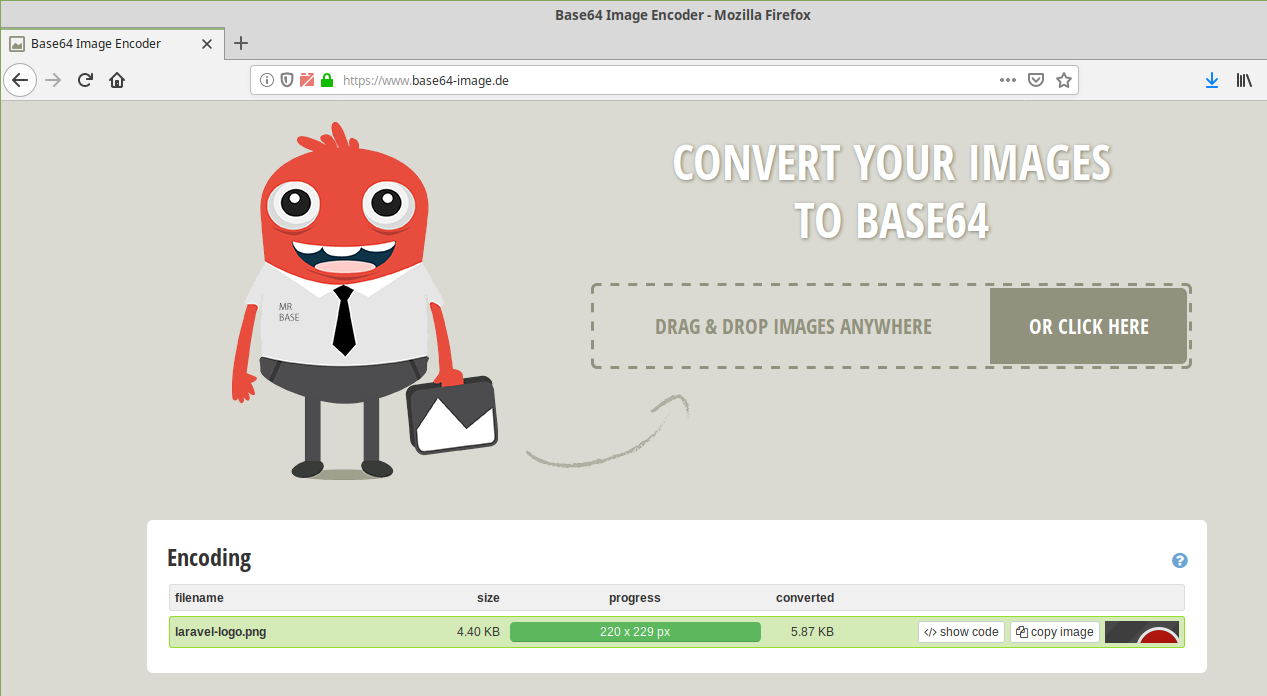 Base64 Image Encoder - Mozilla Firefox
Base64 Image Encoder
https://www.base64-image.de
CONVERT YOUR IMAGES
TO BASE64
MR
BASE
DRAG & DROP IMAGES ANYWHERE
OR CLICK HERE
Encoding
?
filename size progress converted
laravel-logo.png 4.40 KB 220 x 229 px 5.87 KB </> show code copy image